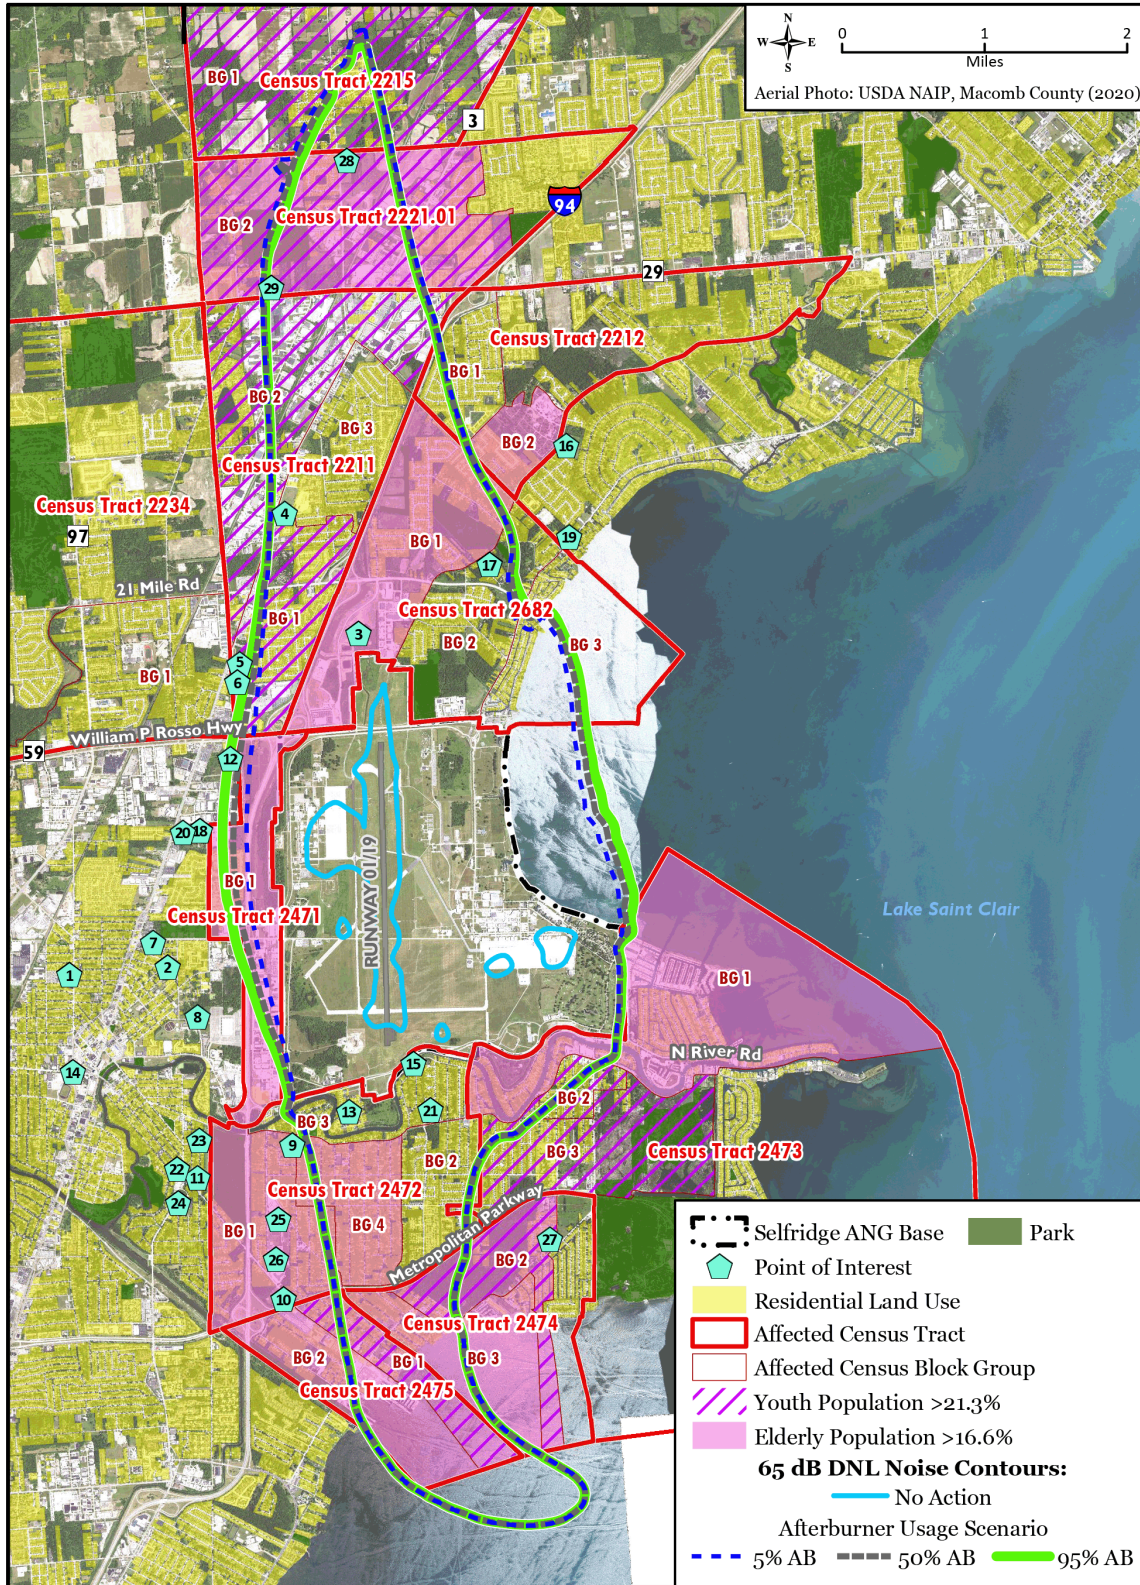 N
W E
S
0 1 2
Miles
Aerial Photo: USDA NAIP, Macomb County (2020)
BG 1
Census Tract 2215
3
28
94
BG 2
Census Tract 2221.01
29
29
Census Tract 2212
BG 1
BG 2
BG 3
BG 2
16
Census Tract 2211
Census Tract 2234
4
97
19
BG 1
17
21 Mile Rd
Census Tract 2682
BG 1
3
BG 2
BG 3
5
BG 1
6
William P Rosso Hwy
59
12
20
18
RUNWAY 01/19
BG 1
Census Tract 2471
Lake Saint Clair
7
2
1
BG 1
8
N River Rd
15
14
BG 2
13
21
BG 3
23
9
BG 2
BG 3
Census Tract 2473
22
11
Census Tract 2472
24
25
BG 1
BG 4
Metropolitan Parkway
27
26
BG 2
10
Census Tract 2474
BG 2
BG 1
BG 3
Census Tract 2475
Selfridge ANG Base
Park
Point of Interest
Residential Land Use
Affected Census Tract
Affected Census Block Group
Youth Population >21.3%
Elderly Population >16.6%
65 dB DNL Noise Contours:
No Action
Afterburner Usage Scenario
5% AB 50% AB 95% AB